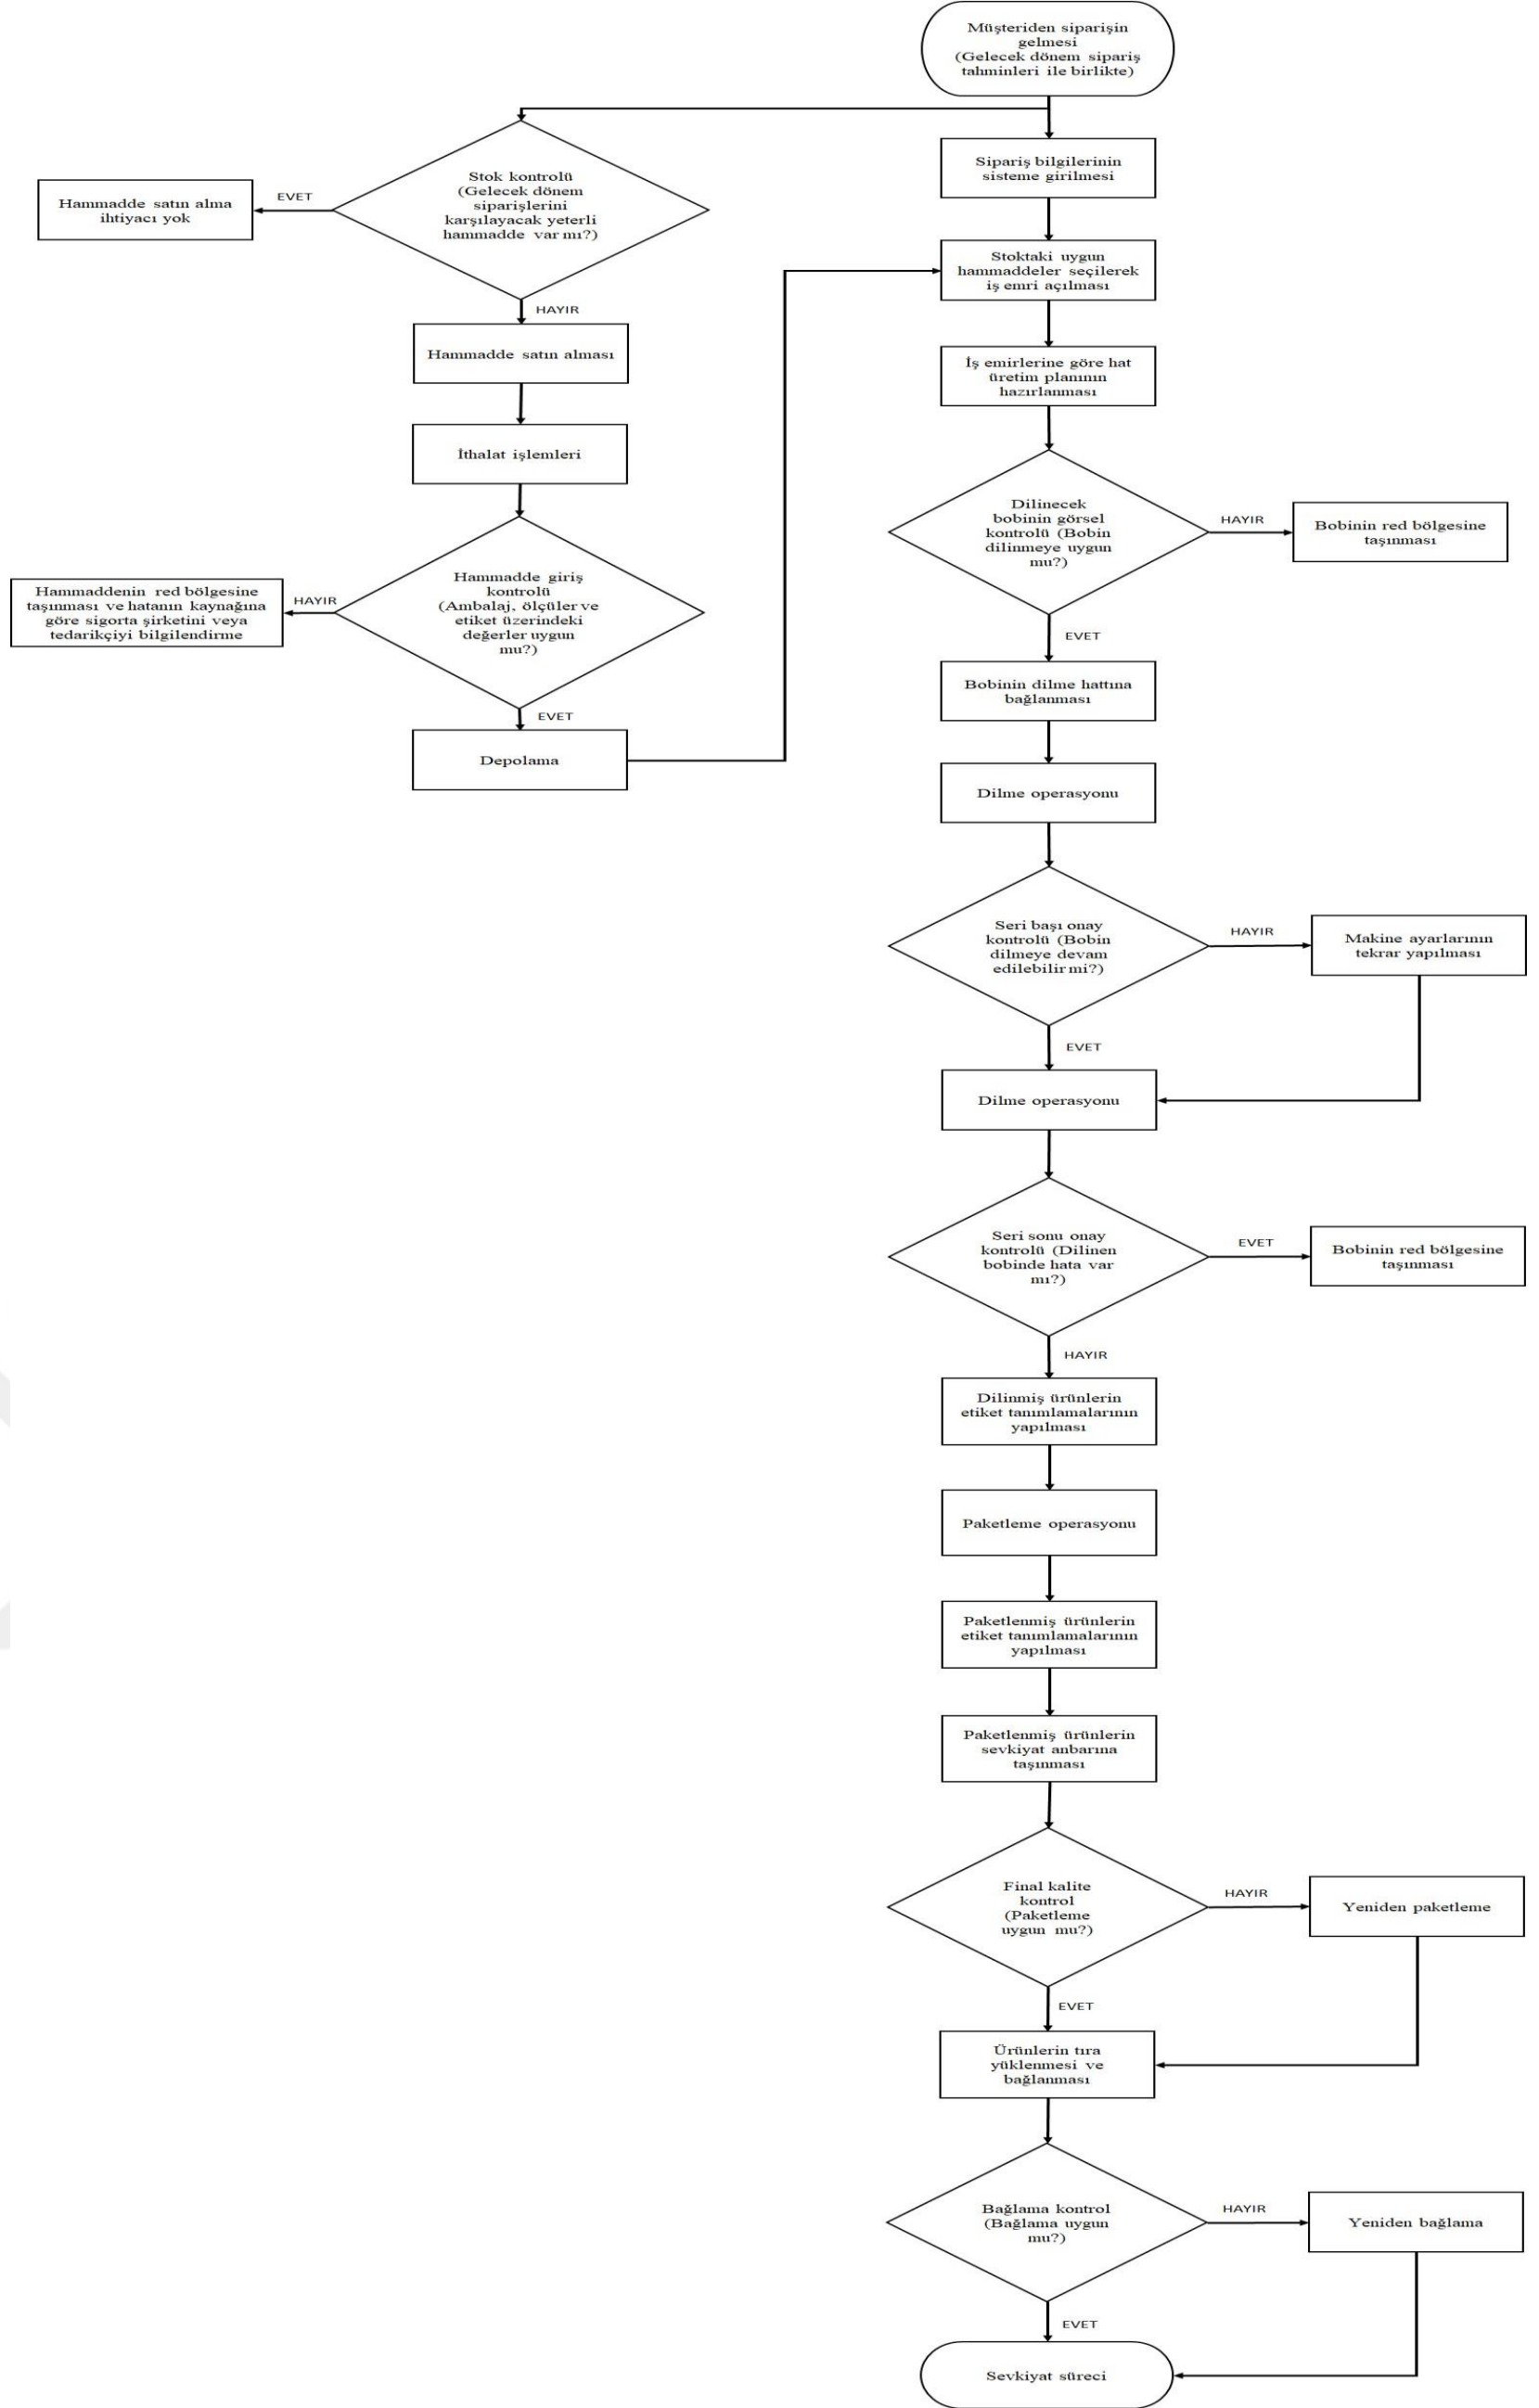 Müşteriden siparişin
gelmesi
(Gelecek dönem sipariş
tahminleri ile birlikte)
Stok kontrolü
(Gelecek dönem
siparişlerini
karşılayacak yeterli
hammadde var mı?)
EVET
Hammadde satın alma
ihtiyacı yok
HAYIR
Hammadde satın alması
İthalat işlemleri
Hammadde giriş
kontrolü
(Ambalaj, ölçüler ve
etiket üzerindeki
değerler uygun
mu?)
HAYIR
Hammaddenin red bölgesine
taşınması ve hatanın kaynağına
göre sigorta şirketini veya
tedarikçiyi bilgilendirme
EVET
Depolama
Sipariş bilgilerinin
sisteme girilmesi
Stoktaki uygun
hammaddeler seçilerek
iş emri açılması
İş emirlerine göre hat
üretim planının
hazırlanması
Dilinecek
bobinin görsel
kontrolü (Bobin
dilinmeye uygun
mu?)
HAYIR
Bobinin red bölgesine
taşınması
EVET
Bobinin dilme hattına
bağlanması
Dilme operasyonu
Seri başı onay
kontrolü (Bobin
dilmeye devam
edilebilir mi?)
HAYIR
Makine ayarlarının
tekrar yapılması
EVET
Dilme operasyonu
Seri sonu onay
kontrolü (Dilinen
bobinde hata var
mı?)
EVET
Bobinin red bölgesine
taşınması
HAYIR
Dilinmiş ürünlerin
etiket tanımlamalarının
yapılması
Paketleme operasyonu
Paketlenmiş ürünlerin
etiket tanımlamalarının
yapılması
Paketlenmiş ürünlerin
sevkiyat anbarına
taşınması
Final kalite
kontrol
(Paketleme
uygun mu?)
HAYIR
Yeniden paketleme
EVET
Ürünlerin tıra
yüklenmesi ve
bağlanması
Bağlama kontrol
(Bağlama uygun
mu?)
HAYIR
Yeniden bağlama
EVET
Sevkiyat süreci